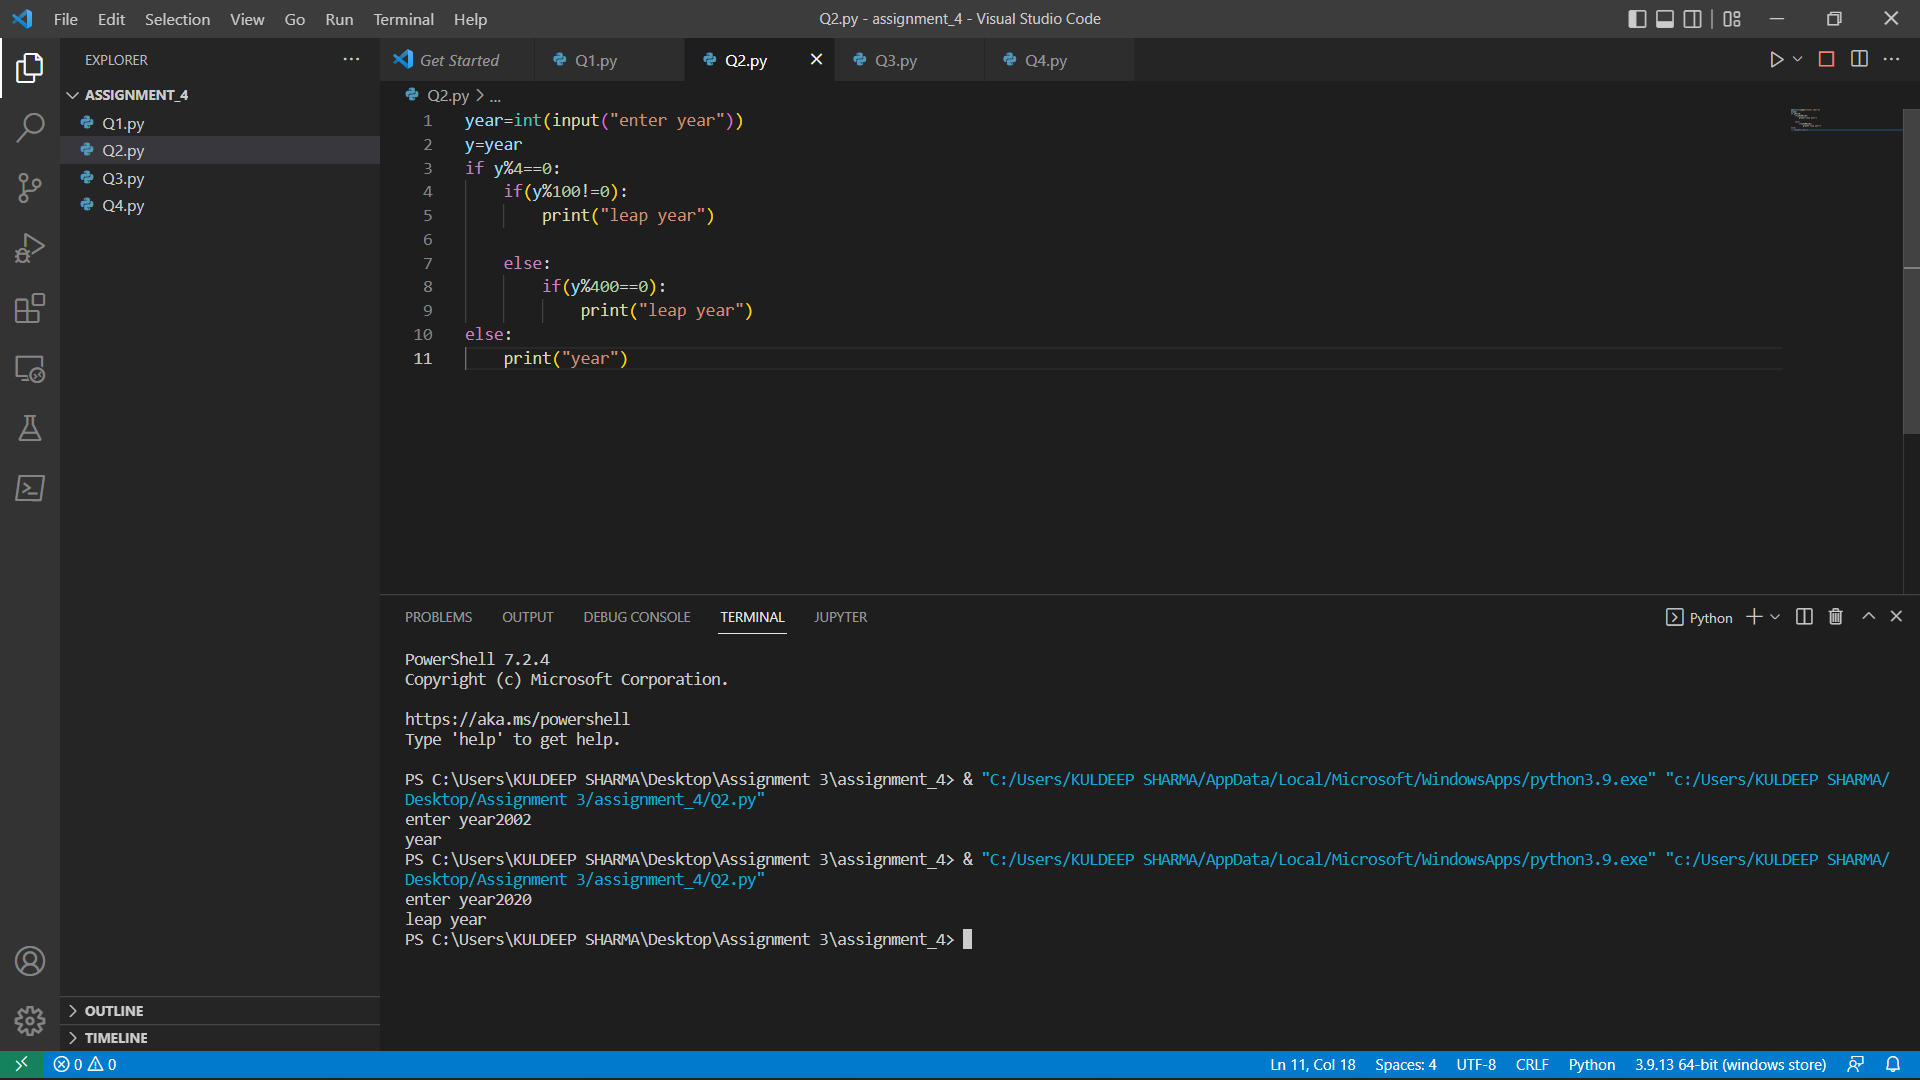 File Edit Selection View Go Run Terminal Help
Q2.py - assignment_4 - Visual Studio Code
EXPLORER
ASSIGNMENT_4
Q1.py
Q2.py
Q3.py
Q4.py
OUTLINE
TIMELINE
Get Started Q1.py Q2.py Q3.py Q4.py
Q2.py > ...
1 year=int(input("enter year"))
2 y=year
3 if y%4==0:
4     if(y%100!=0):
5         print("leap year")
6
7     else:
8         if(y%400==0):
9             print("leap year")
10 else:
11     print("year")
PROBLEMS OUTPUT DEBUG CONSOLE TERMINAL JUPYTER
Python
PowerShell 7.2.4
Copyright (c) Microsoft Corporation.
https://aka.ms/powershell
Type 'help' to get help.
PS C:\Users\KULDEEP SHARMA\Desktop\Assignment 3\assignment_4> & "C:/Users/KULDEEP SHARMA/AppData/Local/Microsoft/WindowsApps/python3.9.exe" "c:/Users/KULDEEP SHARMA/
Desktop/Assignment 3/assignment_4/Q2.py"
enter year2002
year
PS C:\Users\KULDEEP SHARMA\Desktop\Assignment 3\assignment_4> & "C:/Users/KULDEEP SHARMA/AppData/Local/Microsoft/WindowsApps/python3.9.exe" "c:/Users/KULDEEP SHARMA/
Desktop/Assignment 3/assignment_4/Q2.py"
enter year2020
leap year
PS C:\Users\KULDEEP SHARMA\Desktop\Assignment 3\assignment_4>
0 0
Ln 11, Col 18 Spaces: 4 UTF-8 CRLF Python 3.9.13 64-bit (windows store)